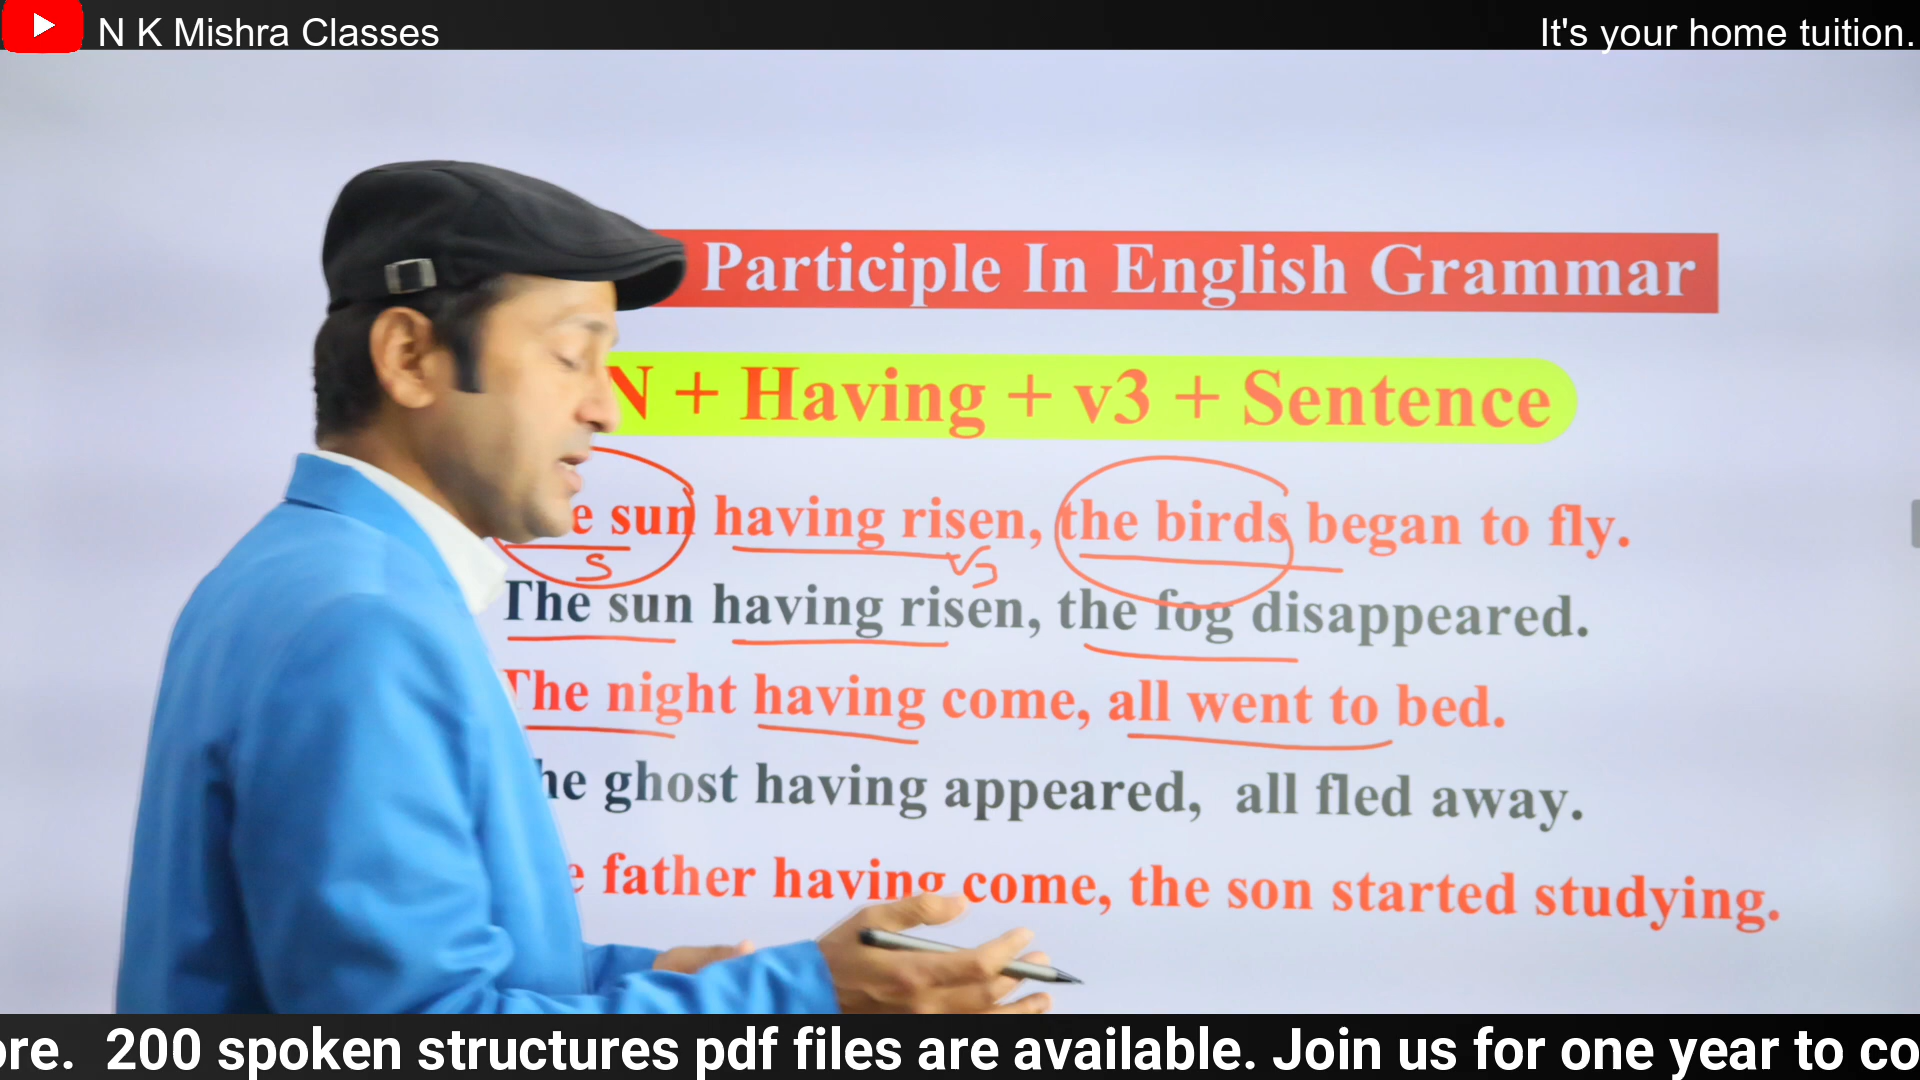 N K Mishra Classes
It's your home tuition.
Participle In English Grammar
N + Having + v3 + Sentence
sun having risen, the birds began to fly.
S
V3
The sun having risen, the fog disappeared.
The night having come, all went to bed.
he ghost having appeared, all fled away.
e father having come, the son started studying.
ore. 200 spoken structures pdf files are available. Join us for one year to co